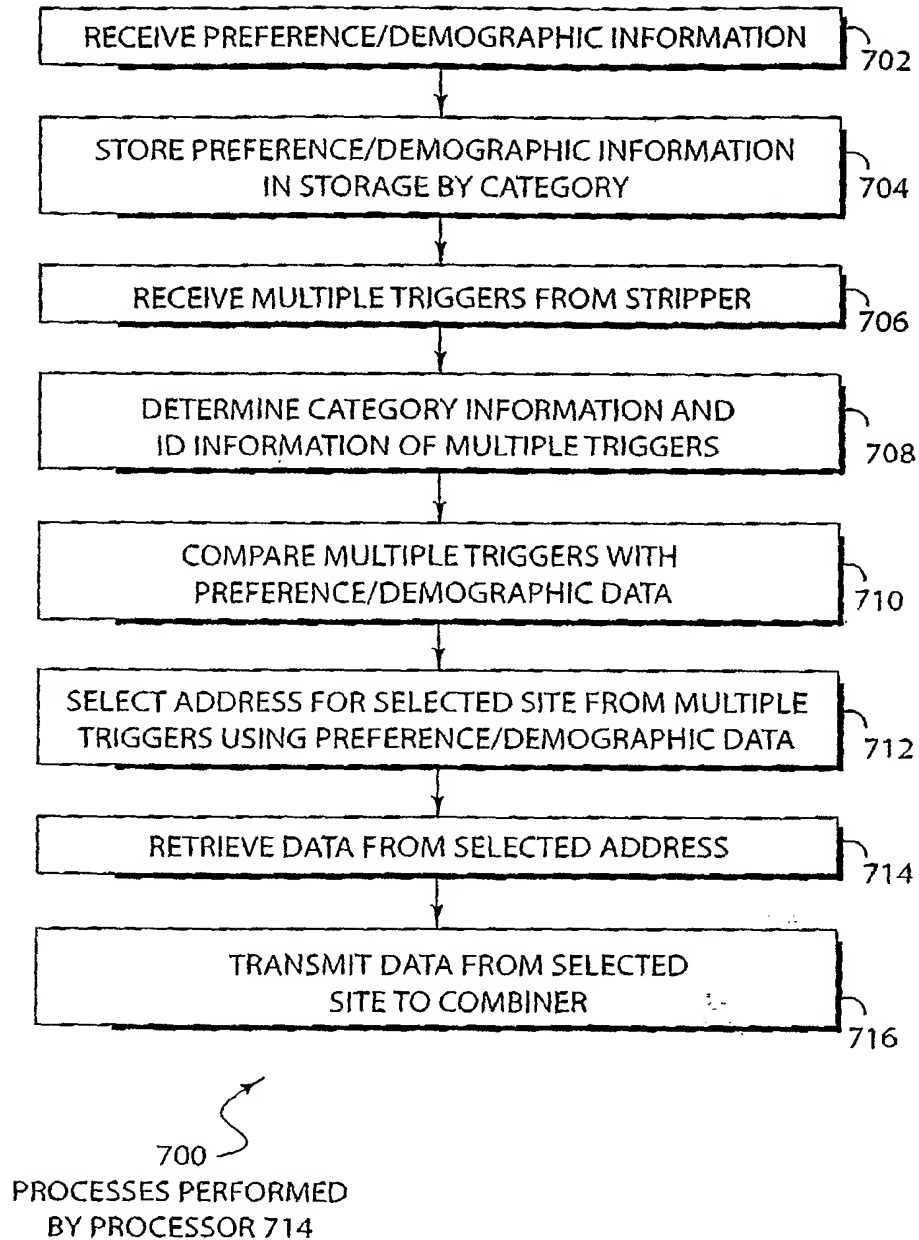 RECEIVE PREFERENCE/DEMOGRAPHIC INFORMATION
702
STORE PREFERENCE/DEMOGRAPHIC INFORMATION
IN STORAGE BY CATEGORY
704
RECEIVE MULTIPLE TRIGGERS FROM STRIPPER
706
DETERMINE CATEGORY INFORMATION AND
ID INFORMATION OF MULTIPLE TRIGGERS
708
COMPARE MULTIPLE TRIGGERS WITH
PREFERENCE/DEMOGRAPHIC DATA
710
SELECT ADDRESS FOR SELECTED SITE FROM MULTIPLE
TRIGGERS USING PREFERENCE/DEMOGRAPHIC DATA
712
RETRIEVE DATA FROM SELECTED ADDRESS
714
TRANSMIT DATA FROM SELECTED
SITE TO COMBINER
716
700
PROCESSES PERFORMED
BY PROCESSOR 714